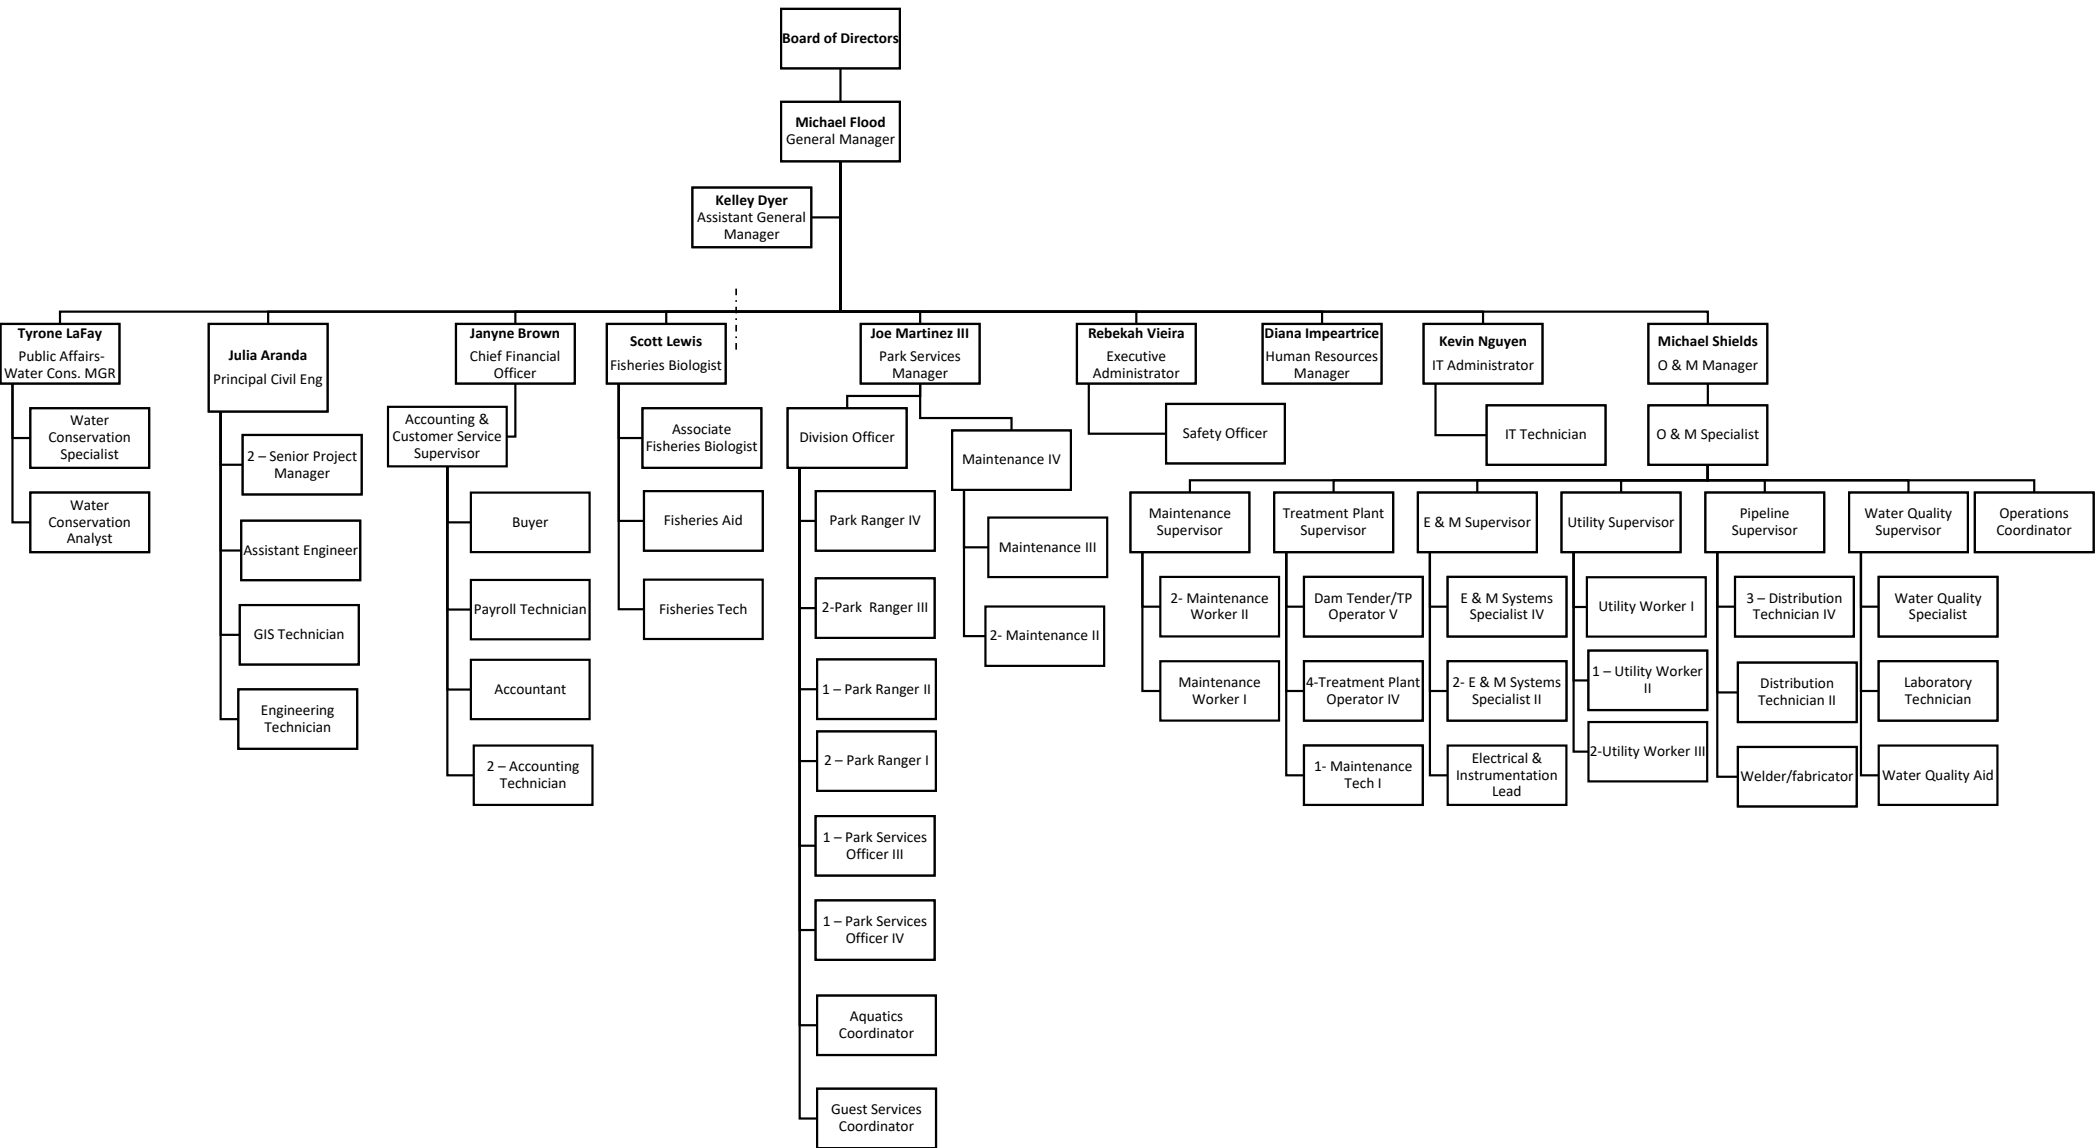 Board of Directors
Michael Flood
General Manager
Kelley Dyer
Assistant General
Manager
Tyrone LaFay
Public Affairs-
Water Cons. MGR
Julia Aranda
Principal Civil Eng
Janyne Brown
Chief Financial
Officer
Scott Lewis
Fisheries Biologist
Joe Martinez III
Park Services
Manager
Rebekah Vieira
Executive
Administrator
Diana Impeartrice
Human Resources
Manager
Kevin Nguyen
IT Administrator
Michael Shields
O & M Manager
Water
Conservation
Specialist
Water
Conservation
Analyst
2 – Senior Project
Manager
Assistant Engineer
GIS Technician
Engineering
Technician
Accounting &
Customer Service
Supervisor
Buyer
Payroll Technician
Accountant
2 – Accounting
Technician
Associate
Fisheries Biologist
Fisheries Aid
Fisheries Tech
Division Officer
Park Ranger IV
2-Park  Ranger III
1 – Park Ranger II
2 – Park Ranger I
1 – Park Services
Officer III
1 – Park Services
Officer IV
Aquatics
Coordinator
Guest Services
Coordinator
Maintenance IV
Maintenance III
2- Maintenance II
Safety Officer
IT Technician
O & M Specialist
Maintenance
Supervisor
2- Maintenance
Worker II
Maintenance
Worker I
Treatment Plant
Supervisor
Dam Tender/TP
Operator V
4-Treatment Plant
Operator IV
1- Maintenance
Tech I
E & M Supervisor
E & M Systems
Specialist IV
2- E & M Systems
Specialist II
Electrical &
Instrumentation
Lead
Utility Supervisor
Utility Worker I
1 – Utility Worker
II
2-Utility Worker III
Pipeline
Supervisor
3 – Distribution
Technician IV
Distribution
Technician II
Welder/fabricator
Water Quality
Supervisor
Water Quality
Specialist
Laboratory
Technician
Water Quality Aid
Operations
Coordinator